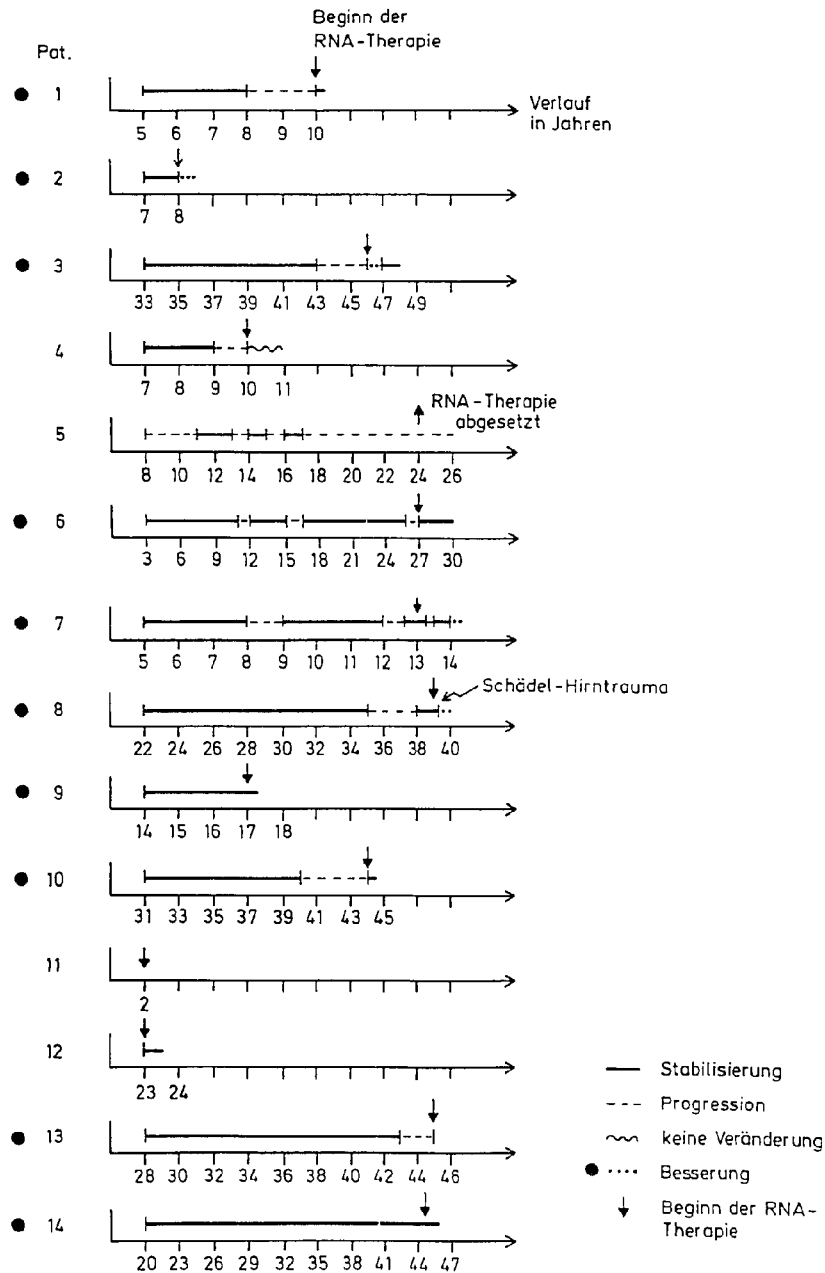 Beginn der
RNA-Therapie
Pat.
1
Verlauf
in Jahren
5 6 7 8 9 10
2
7 8
3
33 35 37 39 41 43 45 47 49
4
7 8 9 10 11
RNA-Therapie
abgesetzt
5
8 10 12 14 16 18 20 22 24 26
6
3 6 9 12 15 18 21 24 27 30
7
5 6 7 8 9 10 11 12 13 14
Schädel-Hirntrauma
8
22 24 26 28 30 32 34 36 38 40
9
14 15 16 17 18
10
31 33 35 37 39 41 43 45
11
2
12
23 24
Stabilisierung
Progression
13
keine Veränderung
28 30 32 34 36 38 40 42 44 46
Besserung
14
Beginn der RNA-
Therapie
20 23 26 29 32 35 38 41 44 47